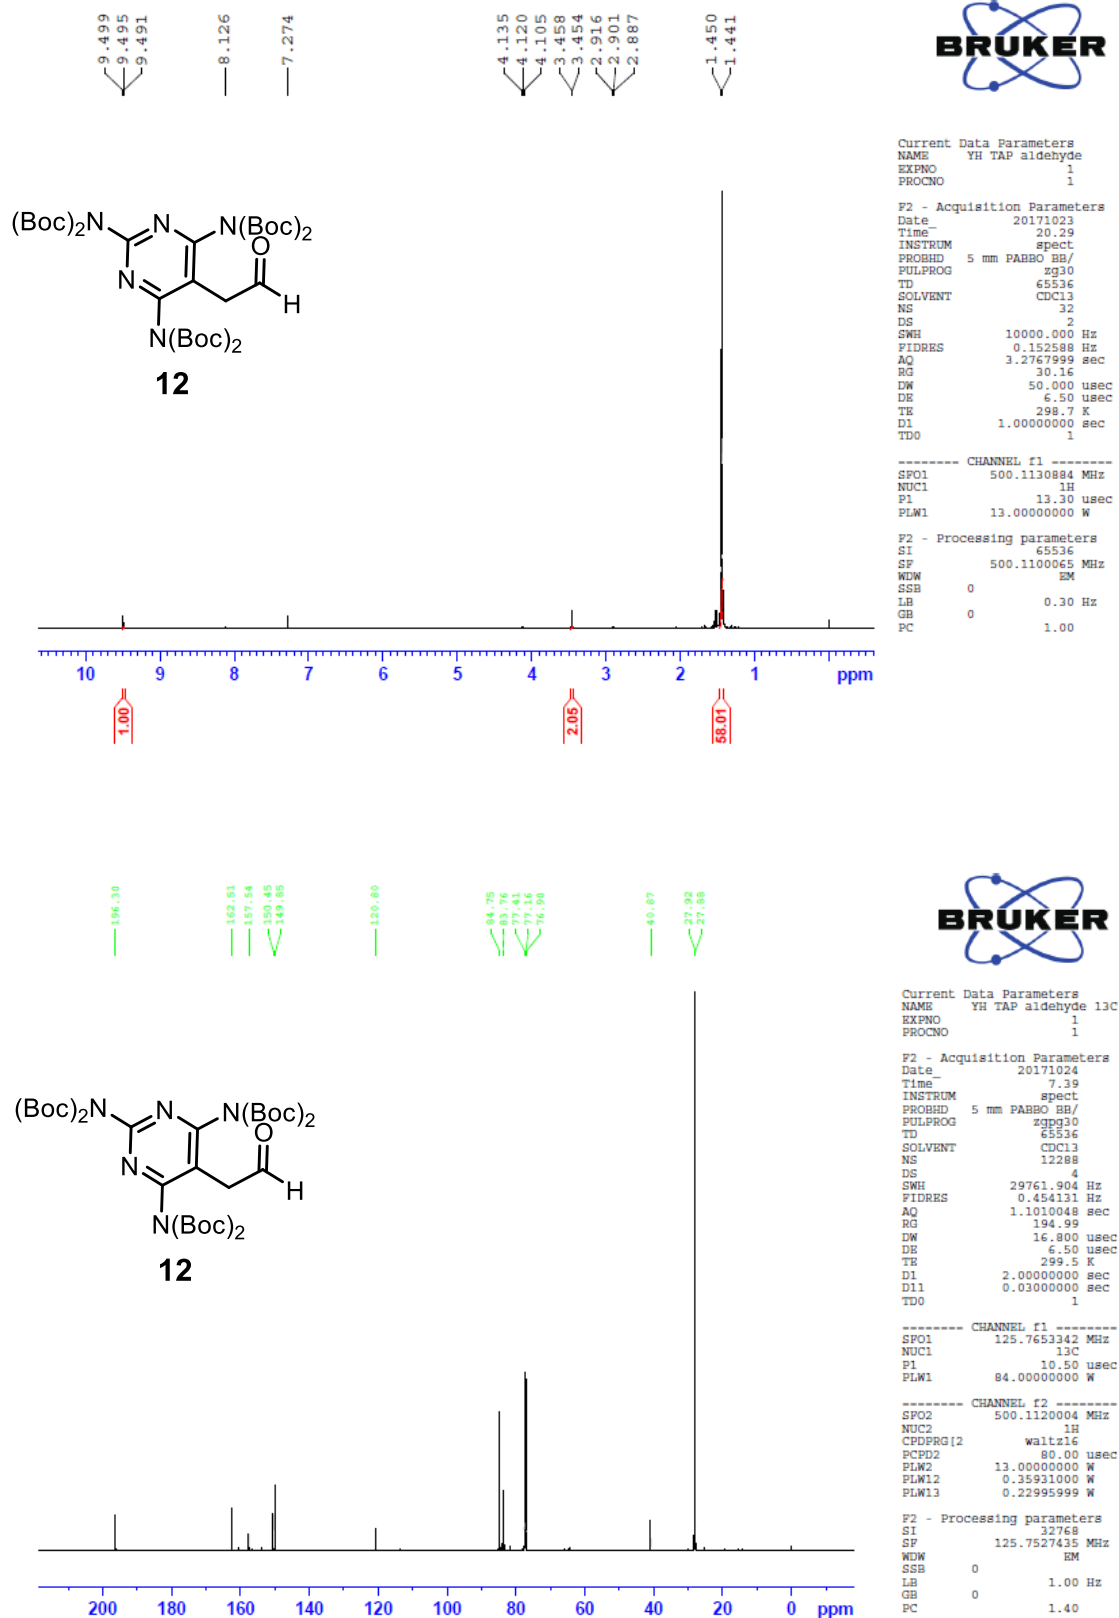 9.499
9.495
9.491
8.126
7.274
4.135
4.120
4.105
3.458
3.454
2.916
2.901
2.887
1.450
1.441
BRUKER
Current Data Parameters
NAME YH TAP aldehyde
EXPNO 1
PROCNO 1
F2 - Acquisition Parameters
Date_ 20171023
Time 20.29
INSTRUM spect
PROBHD 5 mm PABBO BB/
PULPROG zg30
TD 65536
SOLVENT CDCl3
NS 32
DS 2
SWH 10000.000 Hz
FIDRES 0.152588 Hz
AQ 3.2767999 sec
RG 30.16
DW 50.000 usec
DE 6.50 usec
TE 298.7 K
D1 1.00000000 sec
TD0 1
======== CHANNEL f1 ========
SFO1 500.1130884 MHz
NUC1 1H
P1 13.30 usec
PLW1 13.00000000 W
F2 - Processing parameters
SI 65536
SF 500.1100065 MHz
WDW EM
SSB 0
LB 0.30 Hz
GB 0
PC 1.00
(Boc)2N N N(Boc)2
O
N
H
N(Boc)2
12
10 9 8 7 6 5 4 3 2 1 ppm
1.00
2.05
58.01
196.30
162.51
157.54
150.45
149.85
120.80
84.75
83.76
77.41
77.16
76.90
40.87
27.92
27.88
BRUKER
Current Data Parameters
NAME YH TAP aldehyde 13C
EXPNO 1
PROCNO 1
F2 - Acquisition Parameters
Date_ 20171024
Time 7.39
INSTRUM spect
PROBHD 5 mm PABBO BB/
PULPROG zgpg30
TD 65536
SOLVENT CDCl3
NS 12288
DS 4
SWH 29761.904 Hz
FIDRES 0.454131 Hz
AQ 1.1010048 sec
RG 194.99
DW 16.800 usec
DE 6.50 usec
TE 299.5 K
D1 2.00000000 sec
D11 0.03000000 sec
TD0 1
======== CHANNEL f1 ========
SFO1 125.7653342 MHz
NUC1 13C
P1 10.50 usec
PLW1 84.00000000 W
======== CHANNEL f2 ========
SFO2 500.1120004 MHz
NUC2 1H
CPDPRG[2 waltz16
PCPD2 80.00 usec
PLW2 13.00000000 W
PLW12 0.35931000 W
PLW13 0.22995999 W
F2 - Processing parameters
SI 32768
SF 125.7527435 MHz
WDW EM
SSB 0
LB 1.00 Hz
GB 0
PC 1.40
(Boc)2N N N(Boc)2
O
N
H
N(Boc)2
12
200 180 160 140 120 100 80 60 40 20 0 ppm